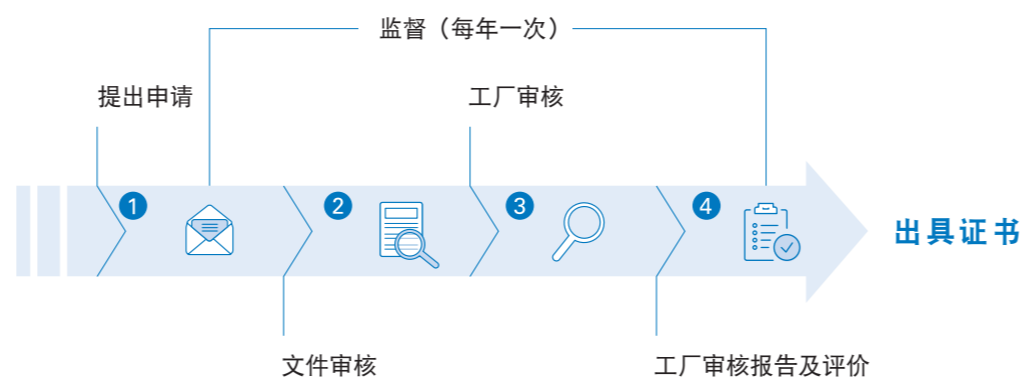 监督（每年一次）
提出申请
工厂审核
1
2
3
4
出具证书
文件审核
工厂审核报告及评价